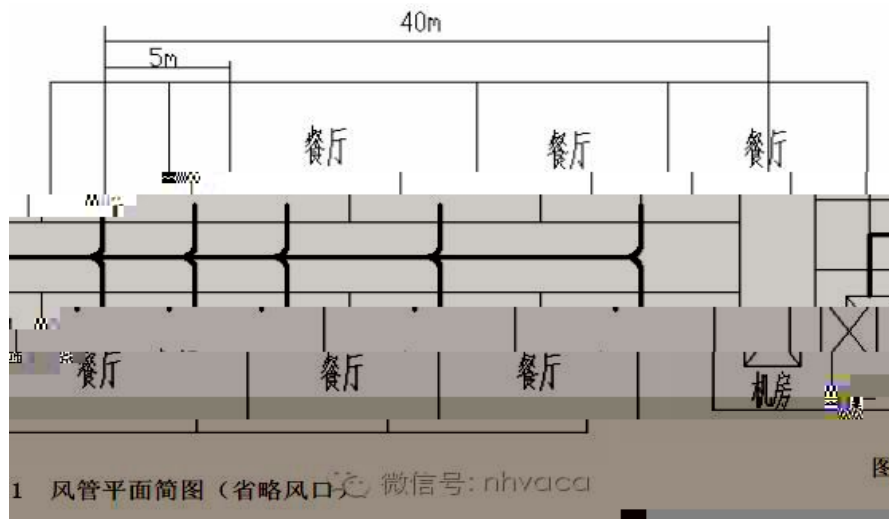 40m
5m
餐厅 餐厅 餐厅
餐厅 餐厅 餐厅 机房
图
1 风管平面简图（省略风口）
微信号: nhvaca